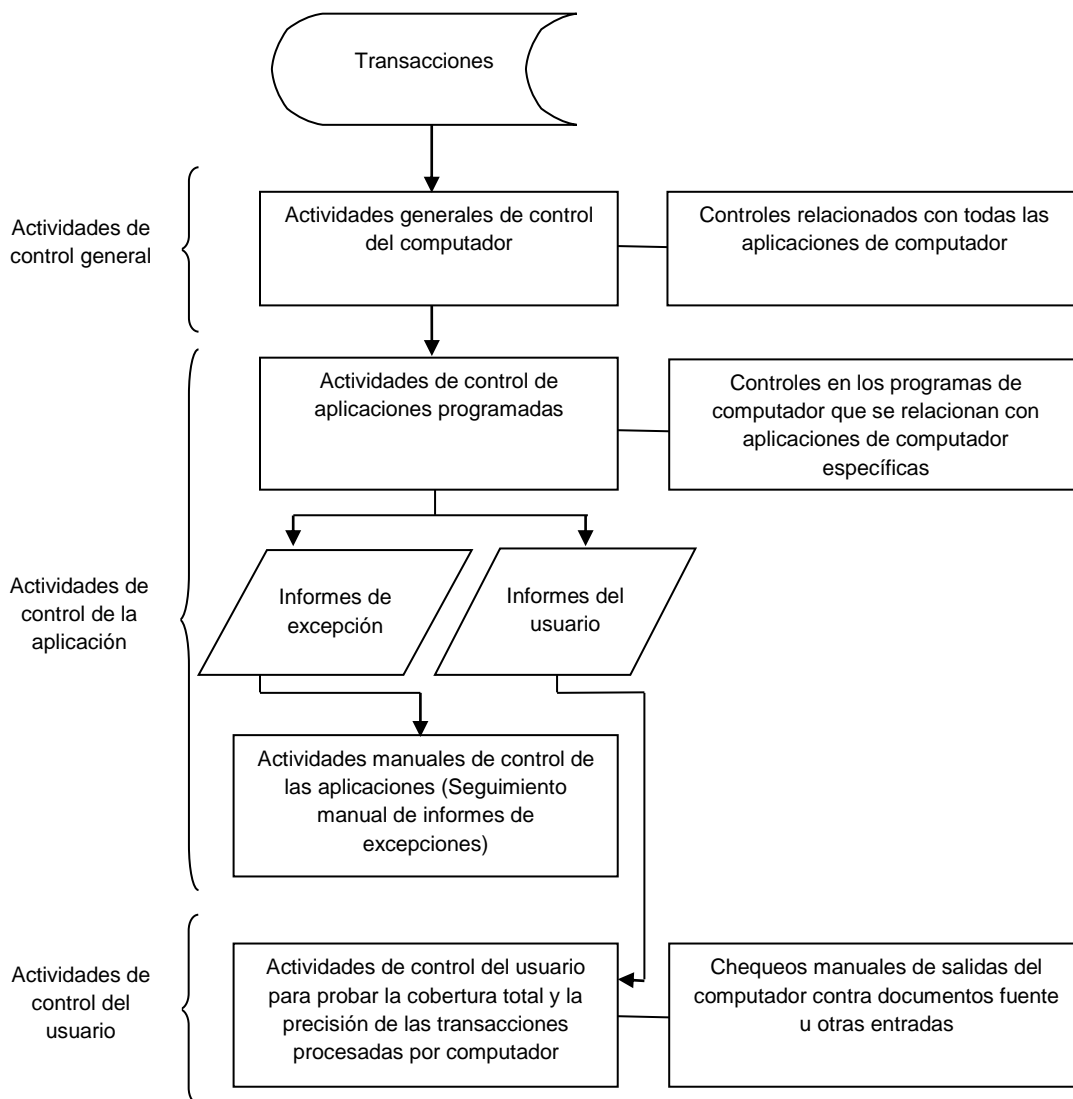 Transacciones
Actividades de
control general
Actividades generales de control
del computador
Controles relacionados con todas las
aplicaciones de computador
Actividades de control de
aplicaciones programadas
Controles en los programas de
computador que se relacionan con
aplicaciones de computador
específicas
Actividades de
control de la
aplicación
Informes de
excepción
Informes del
usuario
Actividades manuales de control de
las aplicaciones (Seguimiento
manual de informes de
excepciones)
Actividades de
control del
usuario
Actividades de control del usuario
para probar la cobertura total y la
precisión de las transacciones
procesadas por computador
Chequeos manuales de salidas del
computador contra documentos fuente
u otras entradas